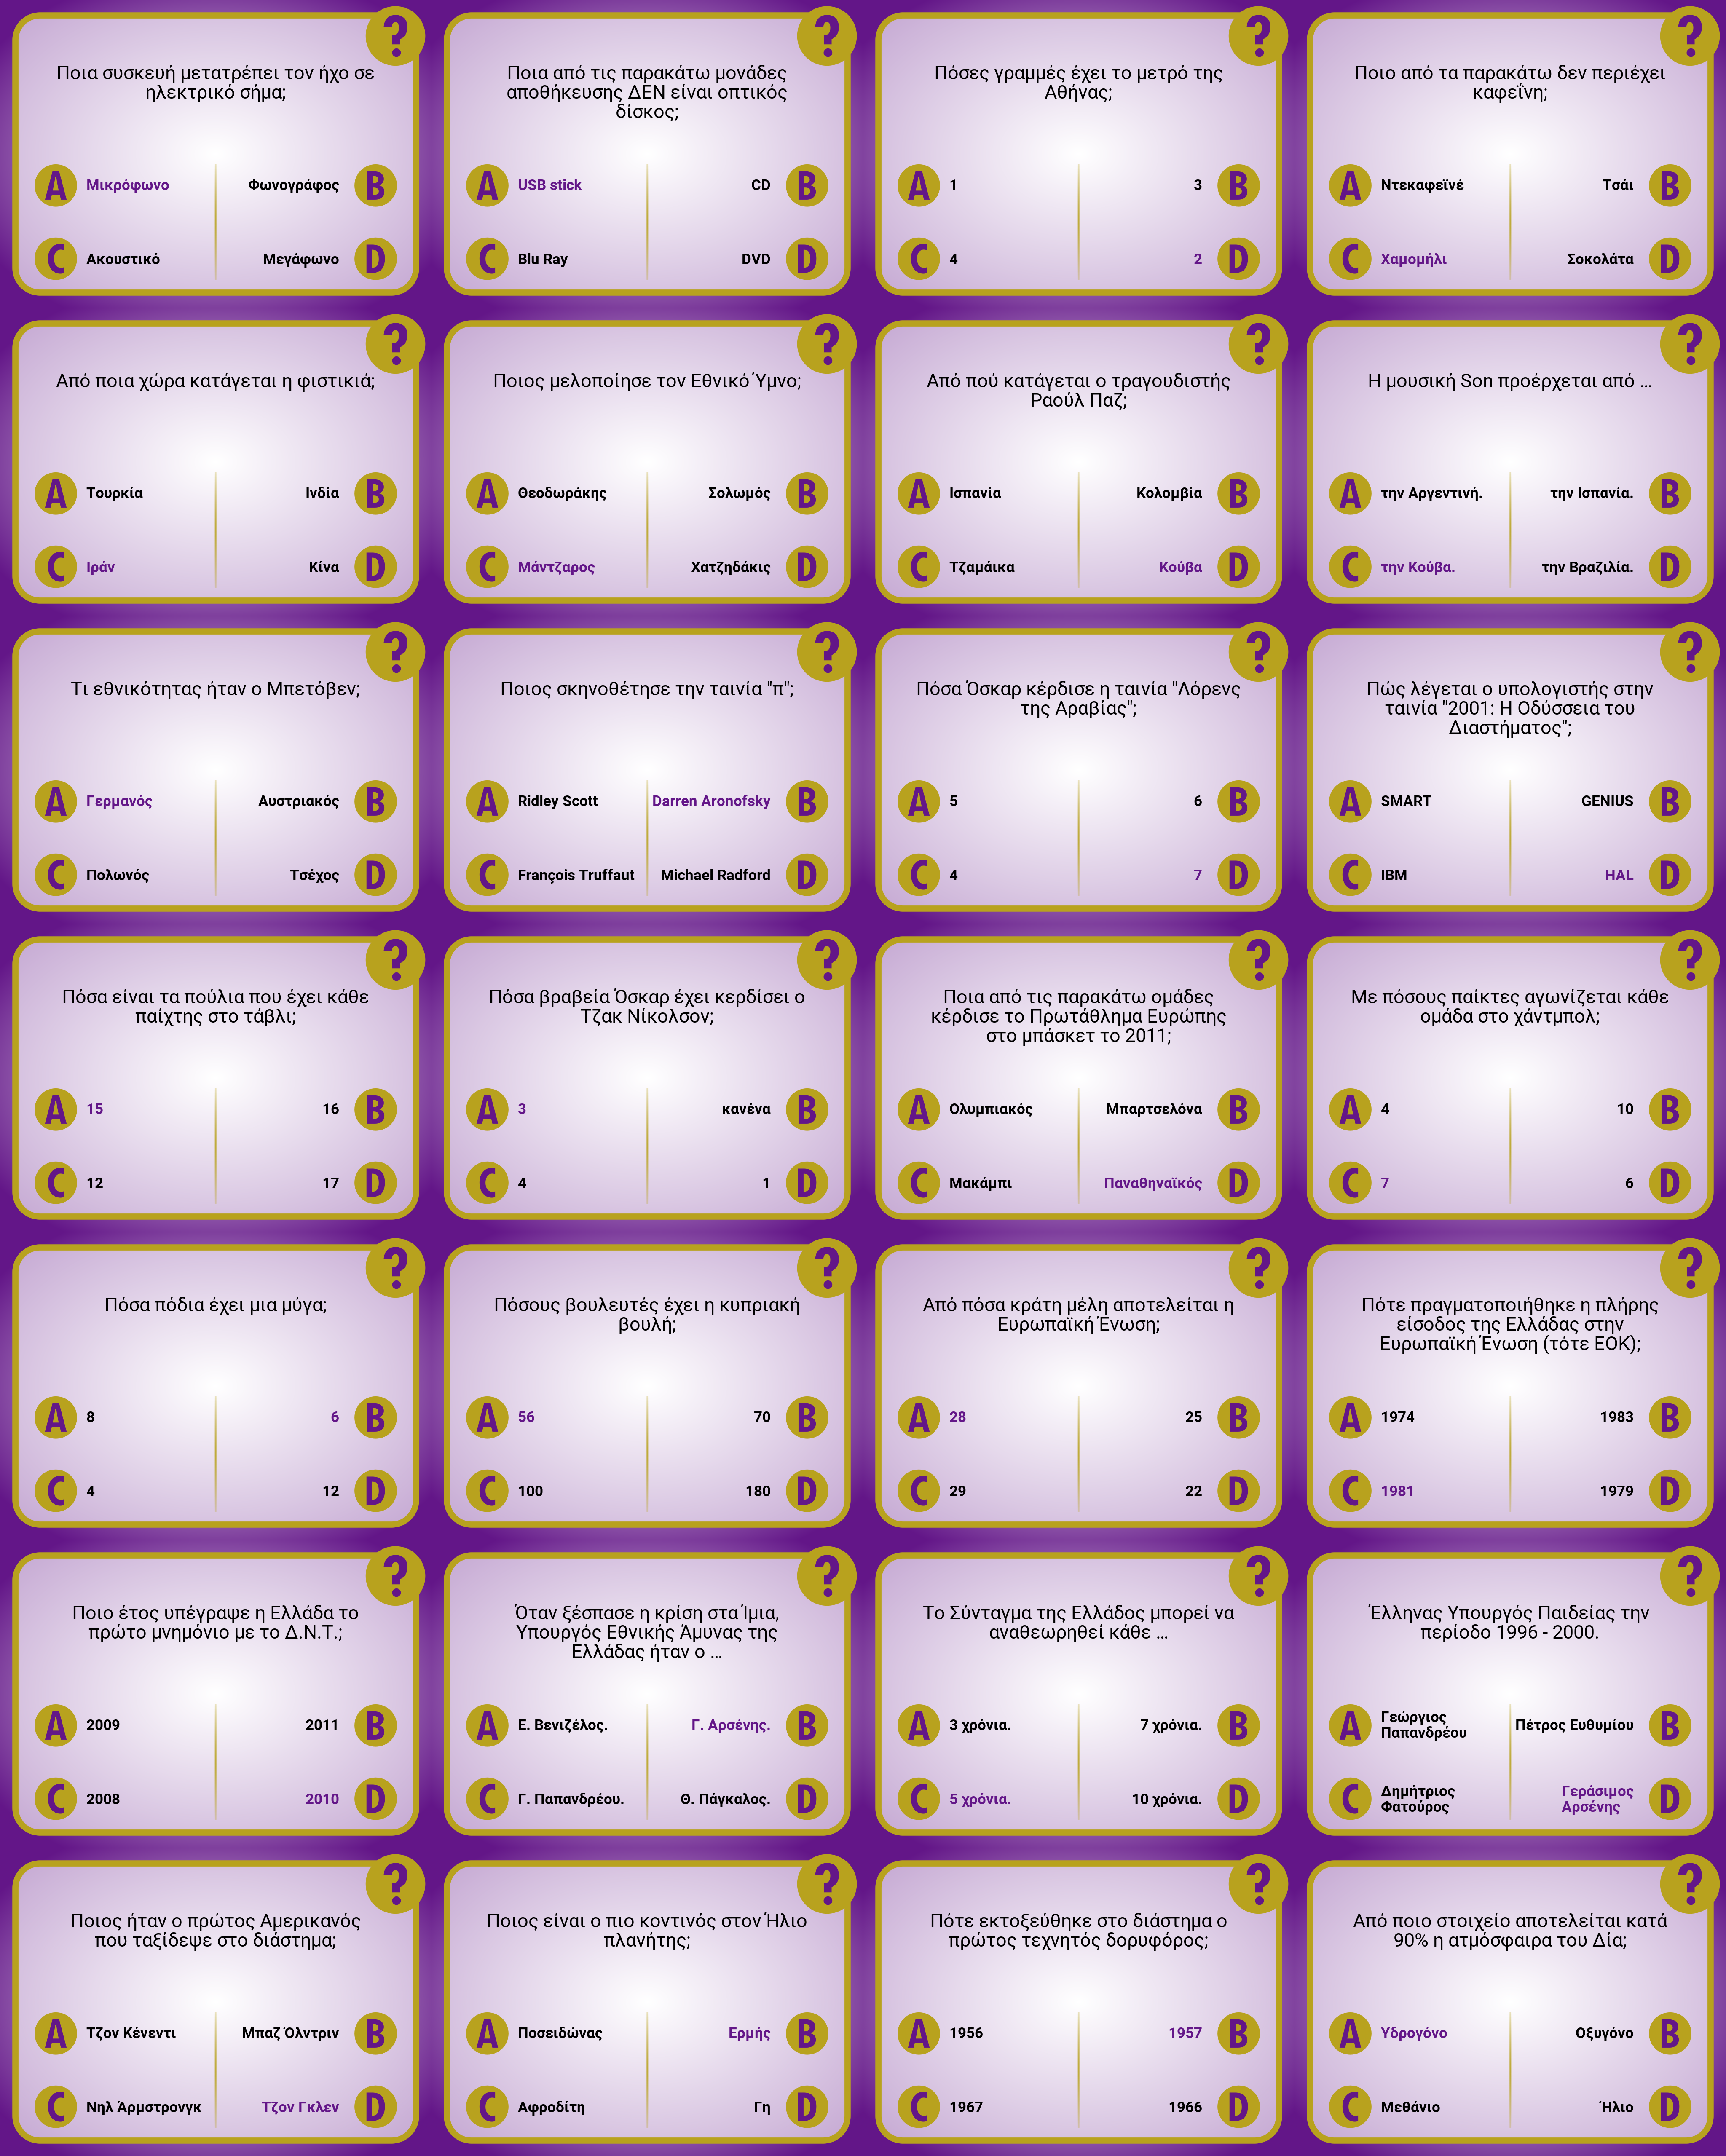 ?
Ποια συσκευή μετατρέπει τον ήχο σε
ηλεκτρικό σήμα;
A Μικρόφωνο Φωνογράφος B
C Ακουστικό Μεγάφωνο D
?
Ποια από τις παρακάτω μονάδες
αποθήκευσης ΔΕΝ είναι οπτικός
δίσκος;
A USB stick CD B
C Blu Ray DVD D
?
Πόσες γραμμές έχει το μετρό της
Αθήνας;
A 1 3 B
C 4 2 D
?
Ποιο από τα παρακάτω δεν περιέχει
καφεΐνη;
A Ντεκαφεϊνέ Τσάι B
C Χαμομήλι Σοκολάτα D
?
Από ποια χώρα κατάγεται η φιστικιά;
A Τουρκία Ινδία B
C Ιράν Κίνα D
?
Ποιος μελοποίησε τον Εθνικό Ύμνο;
A Θεοδωράκης Σολωμός B
C Μάντζαρος Χατζηδάκις D
?
Από πού κατάγεται ο τραγουδιστής
Ραούλ Παζ;
A Ισπανία Κολομβία B
C Τζαμάικα Κούβα D
?
Η μουσική Son προέρχεται από ...
A την Αργεντινή. την Ισπανία. B
C την Κούβα. την Βραζιλία. D
?
Τι εθνικότητας ήταν ο Μπετόβεν;
A Γερμανός Αυστριακός B
C Πολωνός Τσέχος D
?
Ποιος σκηνοθέτησε την ταινία "π";
A Ridley Scott Darren Aronofsky B
C François Truffaut Michael Radford D
?
Πόσα Όσκαρ κέρδισε η ταινία "Λόρενς
της Αραβίας";
A 5 6 B
C 4 7 D
?
Πώς λέγεται ο υπολογιστής στην
ταινία "2001: Η Οδύσσεια του
Διαστήματος";
A SMART GENIUS B
C IBM HAL D
?
Πόσα είναι τα πούλια που έχει κάθε
παίχτης στο τάβλι;
A 15 16 B
C 12 17 D
?
Πόσα βραβεία Όσκαρ έχει κερδίσει ο
Τζακ Νίκολσον;
A 3 κανένα B
C 4 1 D
?
Ποια από τις παρακάτω ομάδες
κέρδισε το Πρωτάθλημα Ευρώπης
στο μπάσκετ το 2011;
A Ολυμπιακός Μπαρτσελόνα B
C Μακάμπι Παναθηναϊκός D
?
Με πόσους παίκτες αγωνίζεται κάθε
ομάδα στο χάντμπολ;
A 4 10 B
C 7 6 D
?
Πόσα πόδια έχει μια μύγα;
A 8 6 B
C 4 12 D
?
Πόσους βουλευτές έχει η κυπριακή
βουλή;
A 56 70 B
C 100 180 D
?
Από πόσα κράτη μέλη αποτελείται η
Ευρωπαϊκή Ένωση;
A 28 25 B
C 29 22 D
?
Πότε πραγματοποιήθηκε η πλήρης
είσοδος της Ελλάδας στην
Ευρωπαϊκή Ένωση (τότε ΕΟΚ);
A 1974 1983 B
C 1981 1979 D
?
Ποιο έτος υπέγραψε η Ελλάδα το
πρώτο μνημόνιο με το Δ.Ν.Τ.;
A 2009 2011 B
C 2008 2010 D
?
Όταν ξέσπασε η κρίση στα Ίμια,
Υπουργός Εθνικής Άμυνας της
Ελλάδας ήταν ο ...
A Ε. Βενιζέλος. Γ. Αρσένης. B
C Γ. Παπανδρέου. Θ. Πάγκαλος. D
?
Το Σύνταγμα της Ελλάδος μπορεί να
αναθεωρηθεί κάθε ...
A 3 χρόνια. 7 χρόνια. B
C 5 χρόνια. 10 χρόνια. D
?
Έλληνας Υπουργός Παιδείας την
περίοδο 1996 - 2000.
A Γεώργιος
Παπανδρέου
Πέτρος Ευθυμίου B
C Δημήτριος
Φατούρος
Γεράσιμος
Αρσένης D
?
Ποιος ήταν ο πρώτος Αμερικανός
που ταξίδεψε στο διάστημα;
A Τζον Κένεντι Μπαζ Όλντριν B
C Νηλ Άρμστρονγκ Τζον Γκλεν D
?
Ποιος είναι ο πιο κοντινός στον Ήλιο
πλανήτης;
A Ποσειδώνας Ερμής B
C Αφροδίτη Γη D
?
Πότε εκτοξεύθηκε στο διάστημα ο
πρώτος τεχνητός δορυφόρος;
A 1956 1957 B
C 1967 1966 D
?
Από ποιο στοιχείο αποτελείται κατά
90% η ατμόσφαιρα του Δία;
A Υδρογόνο Οξυγόνο B
C Μεθάνιο Ήλιο D